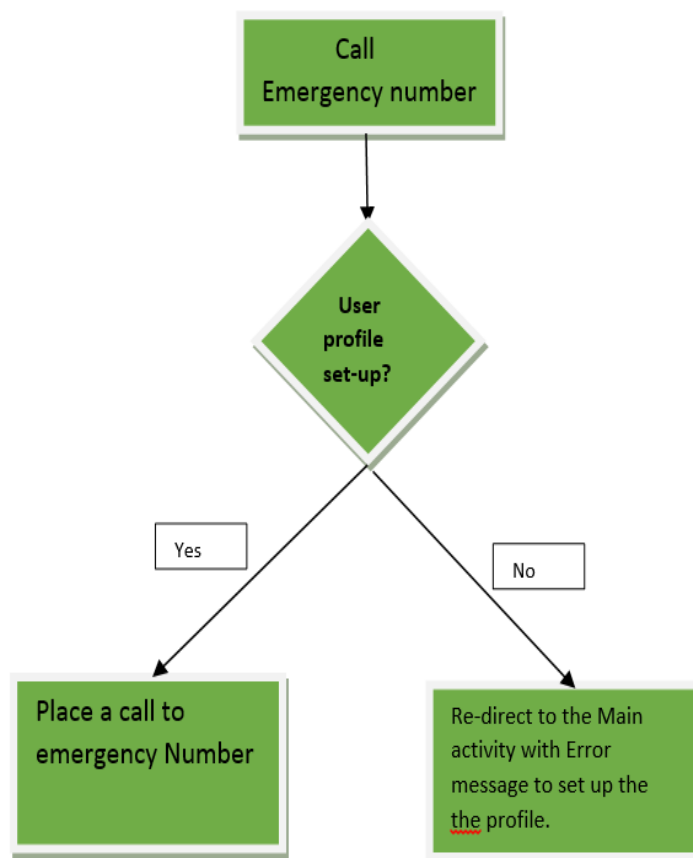 Call
Emergency number
User
profile
set-up?
Yes
No
Place a call to
emergency Number
Re-direct to the Main
activity with Error
message to set up the
the profile.